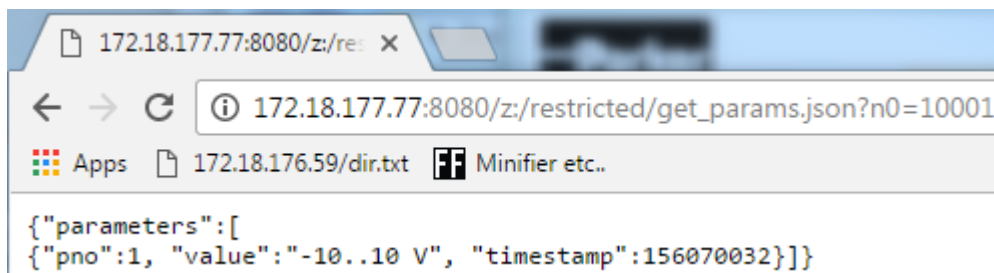 172.18.177.77:8080/z:/res
172.18.177.77:8080/z:/restricted/get_params.json?n0=10001
Apps 172.18.176.59/dir.txt FF Minifier etc..
{"parameters":[
{"pno":1, "value":"-10..10 V", "timestamp":156070032}]}